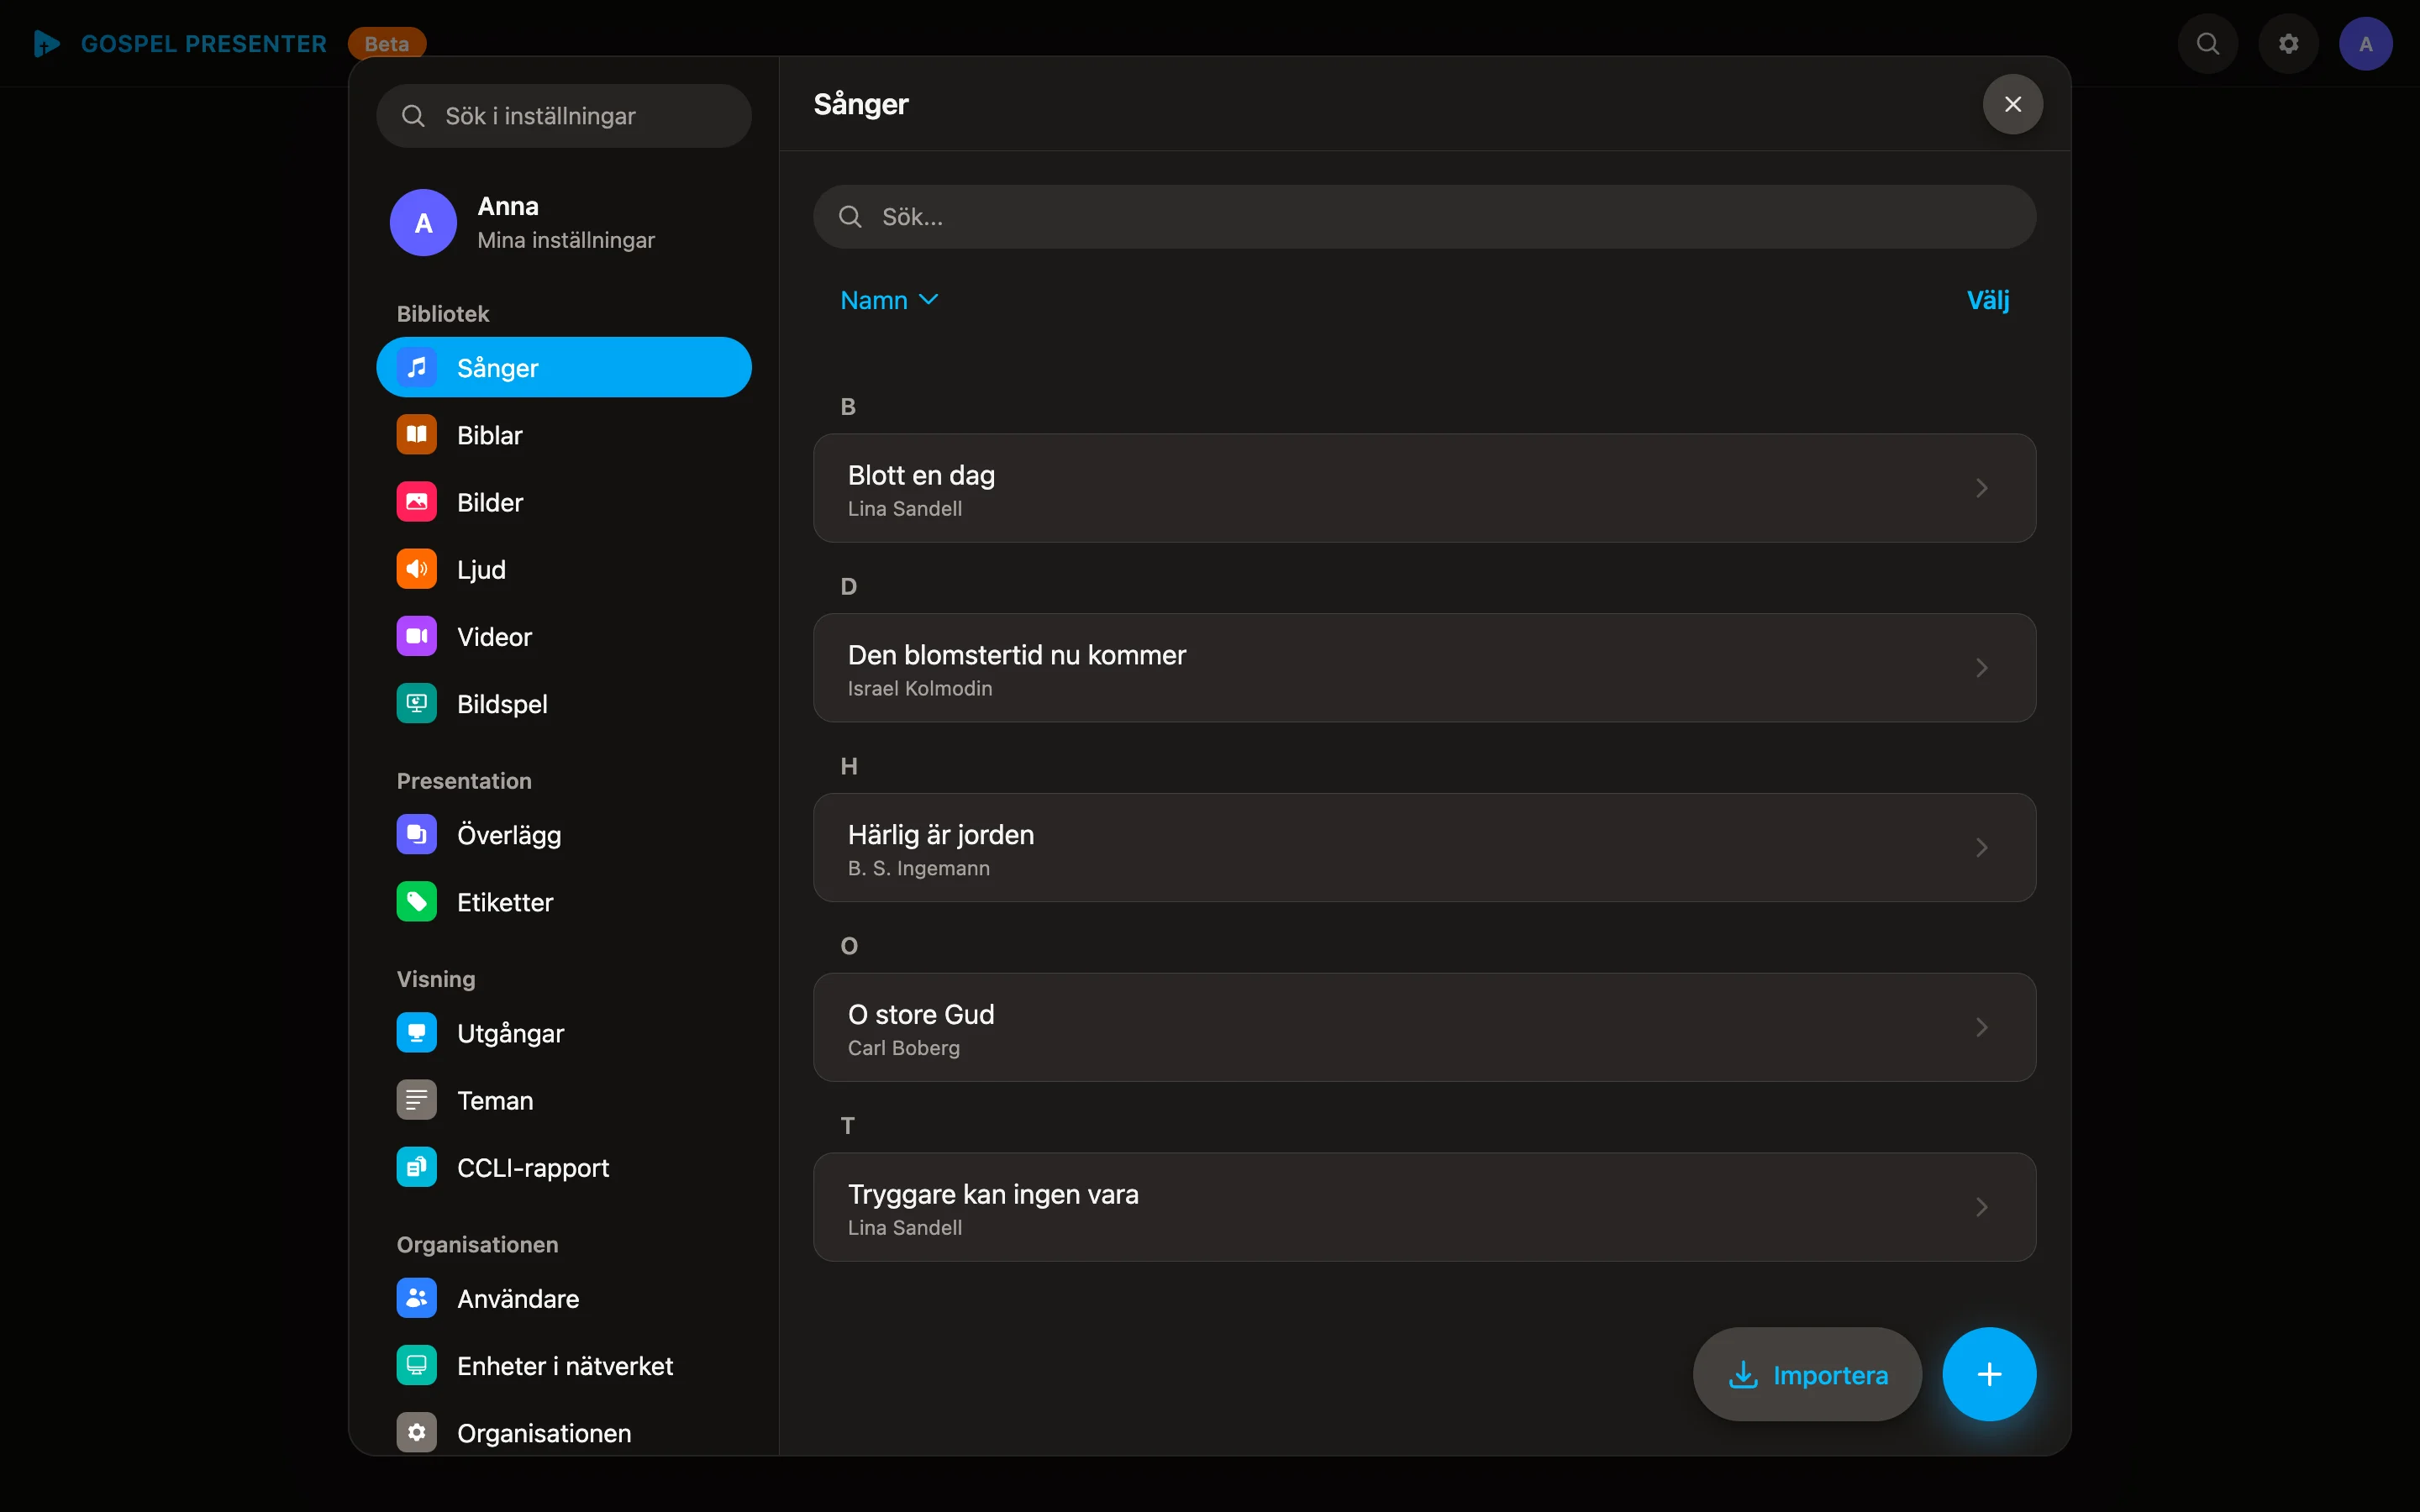 GOSPEL PRESENTER
Beta
A
Sök i inställningar
A
Anna
Mina inställningar
Bibliotek
Sånger
Biblar
Bilder
Ljud
Videor
Bildspel
Presentation
Överlägg
Etiketter
Visning
Utgångar
Teman
CCLI-rapport
Organisationen
Användare
Enheter i nätverket
Organisationen
Sånger
Sök...
Namn
Välj
B
Blott en dag
Lina Sandell
D
Den blomstertid nu kommer
Israel Kolmodin
H
Härlig är jorden
B. S. Ingemann
O
O store Gud
Carl Boberg
T
Tryggare kan ingen vara
Lina Sandell
Importera